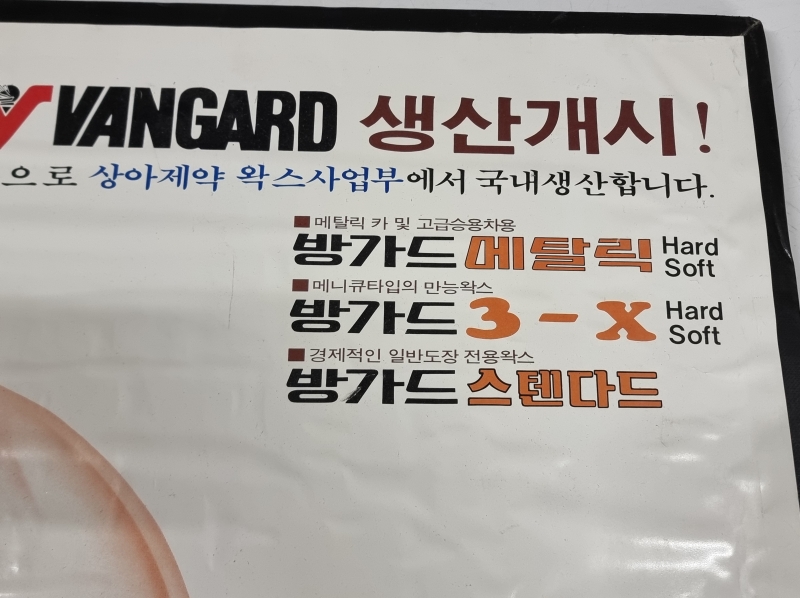 VANGARD 생산개시!
으로 상아제약 왁스사업부에서 국내생산합니다.
■메탈릭 카 및 고급승용차용
방가드메탈릭 Hard Soft
■메니큐타입의 만능왁스
방가드3-X Hard Soft
■경제적인 일반도장 전용왁스
방가드스텐다드